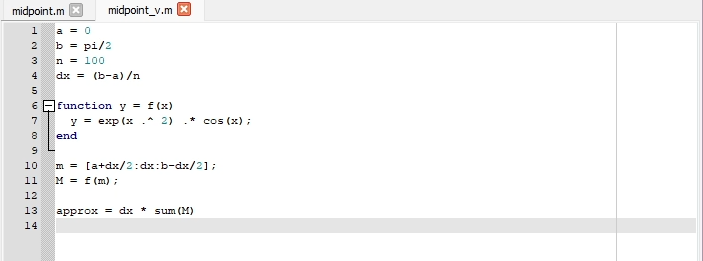 midpoint.m midpoint_v.m
1 a = 0
2 b = pi/2
3 n = 100
4 dx = (b-a)/n
5
6 function y = f(x)
7 y = exp(x .^ 2) .* cos(x);
8 end
9
10 m = [a+dx/2:dx:b-dx/2];
11 M = f(m);
12
13 approx = dx * sum(M)
14